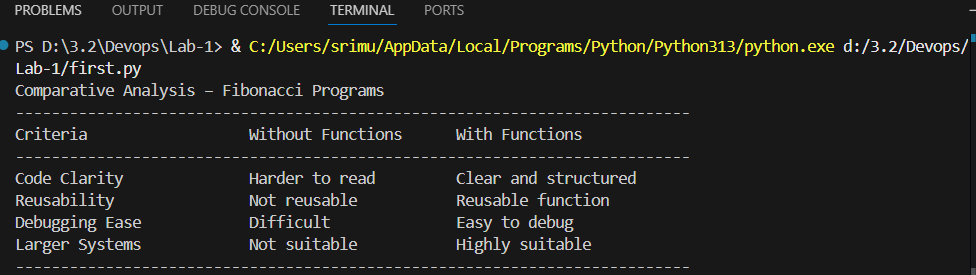 PROBLEMS OUTPUT DEBUG CONSOLE TERMINAL PORTS
PS D:\3.2\Devops\Lab-1> & C:/Users/srimu/AppData/Local/Programs/Python/Python313/python.exe d:/3.2/Devops/
Lab-1/first.py
Comparative Analysis – Fibonacci Programs
---------------------------------------------------------------------------
Criteria                  Without Functions      With Functions
---------------------------------------------------------------------------
Code Clarity              Harder to read         Clear and structured
Reusability               Not reusable           Reusable function
Debugging Ease            Difficult              Easy to debug
Larger Systems            Not suitable           Highly suitable
---------------------------------------------------------------------------